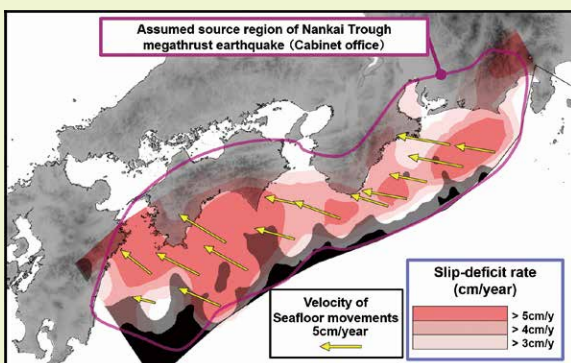 Assumed source region of Nankai Trough
megathrust earthquake (Cabinet office)
Velocity of
Seafloor movements
5cm/year
Slip-deficit rate
(cm/year)
> 5cm/y
> 4cm/y
> 3cm/y